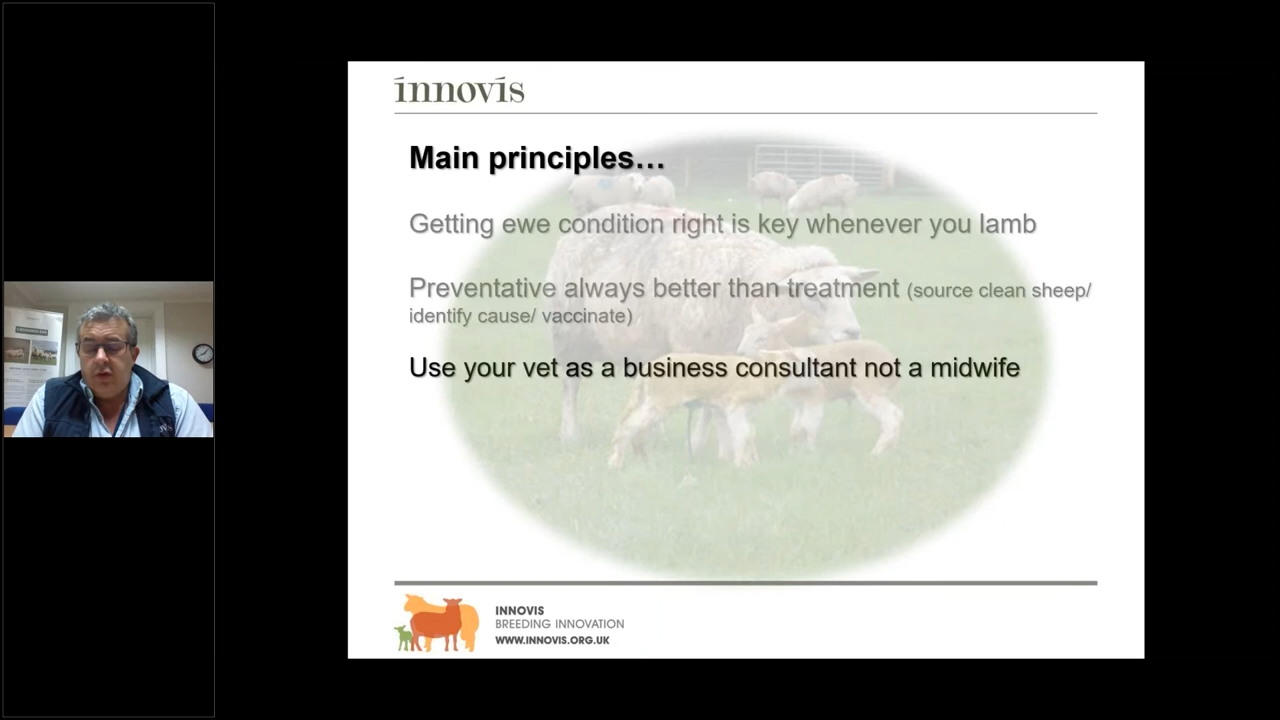 innovis
Main principles…
Getting ewe condition right is key whenever you lamb
Preventative always better than treatment (source clean sheep/
identify cause/ vaccinate)
Use your vet as a business consultant not a midwife
INNOVIS
BREEDING INNOVATION
WWW.INNOVIS.ORG.UK